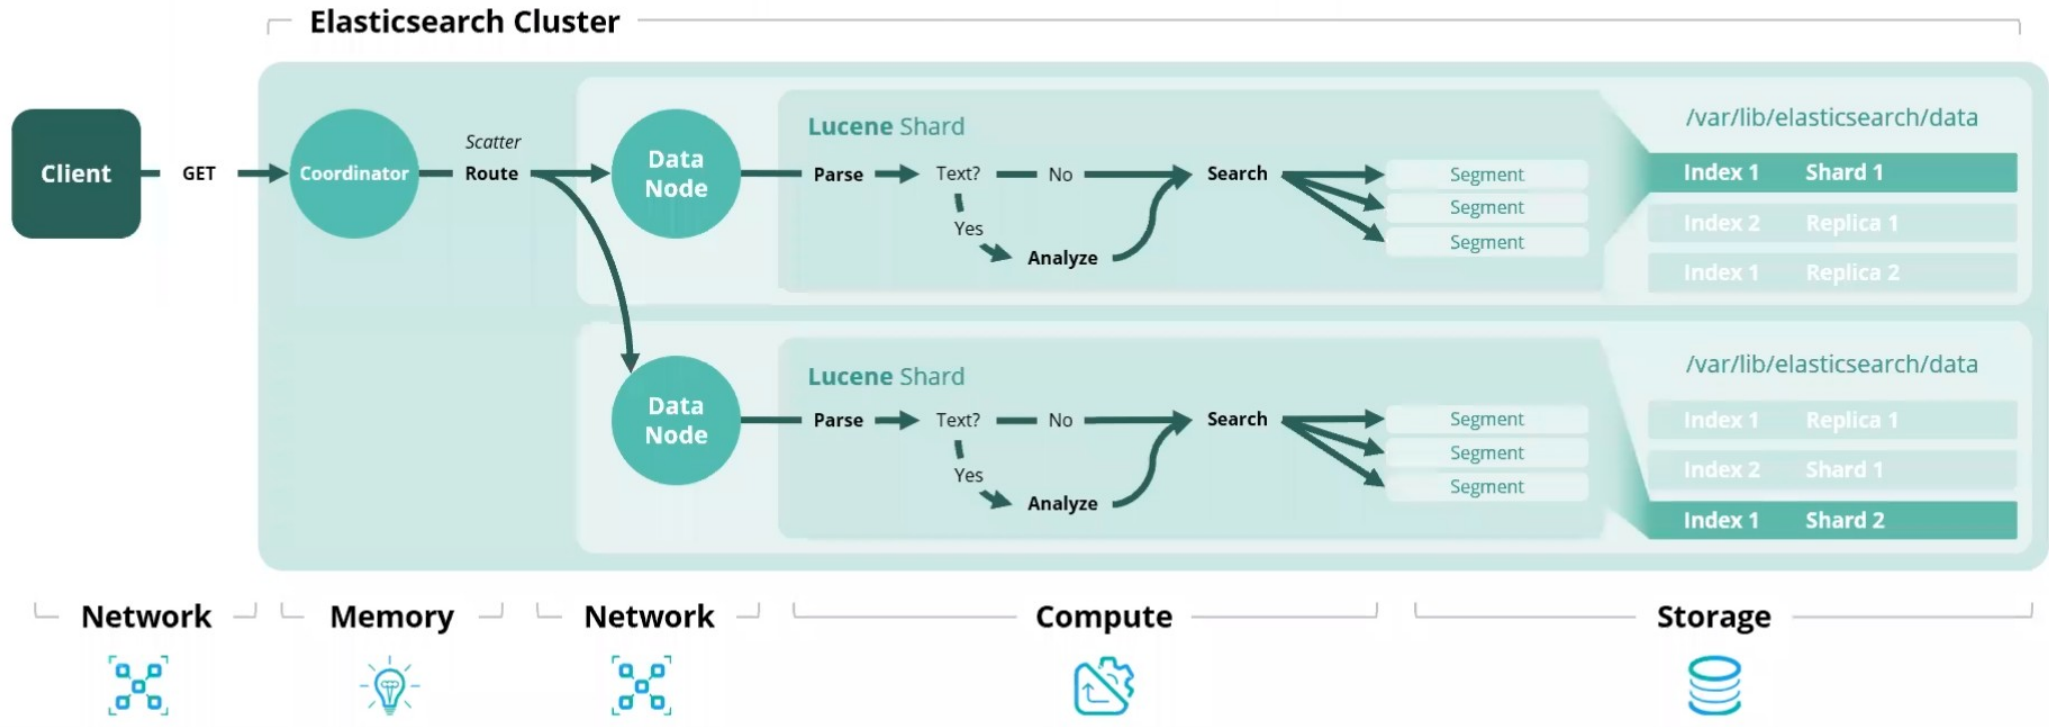 Elasticsearch Cluster
Client
GET
Coordinator
Scatter
Route
Data
Node
Lucene Shard
Parse
Text?
No
Yes
Analyze
Search
Segment
Segment
Segment
/var/lib/elasticsearch/data
Index 1 Shard 1
Index 2 Replica 1
Index 1 Replica 2
Data
Node
Lucene Shard
Parse
Text?
No
Yes
Analyze
Search
Segment
Segment
Segment
/var/lib/elasticsearch/data
Index 1 Replica 1
Index 2 Shard 1
Index 1 Shard 2
Network
Memory
Network
Compute
Storage